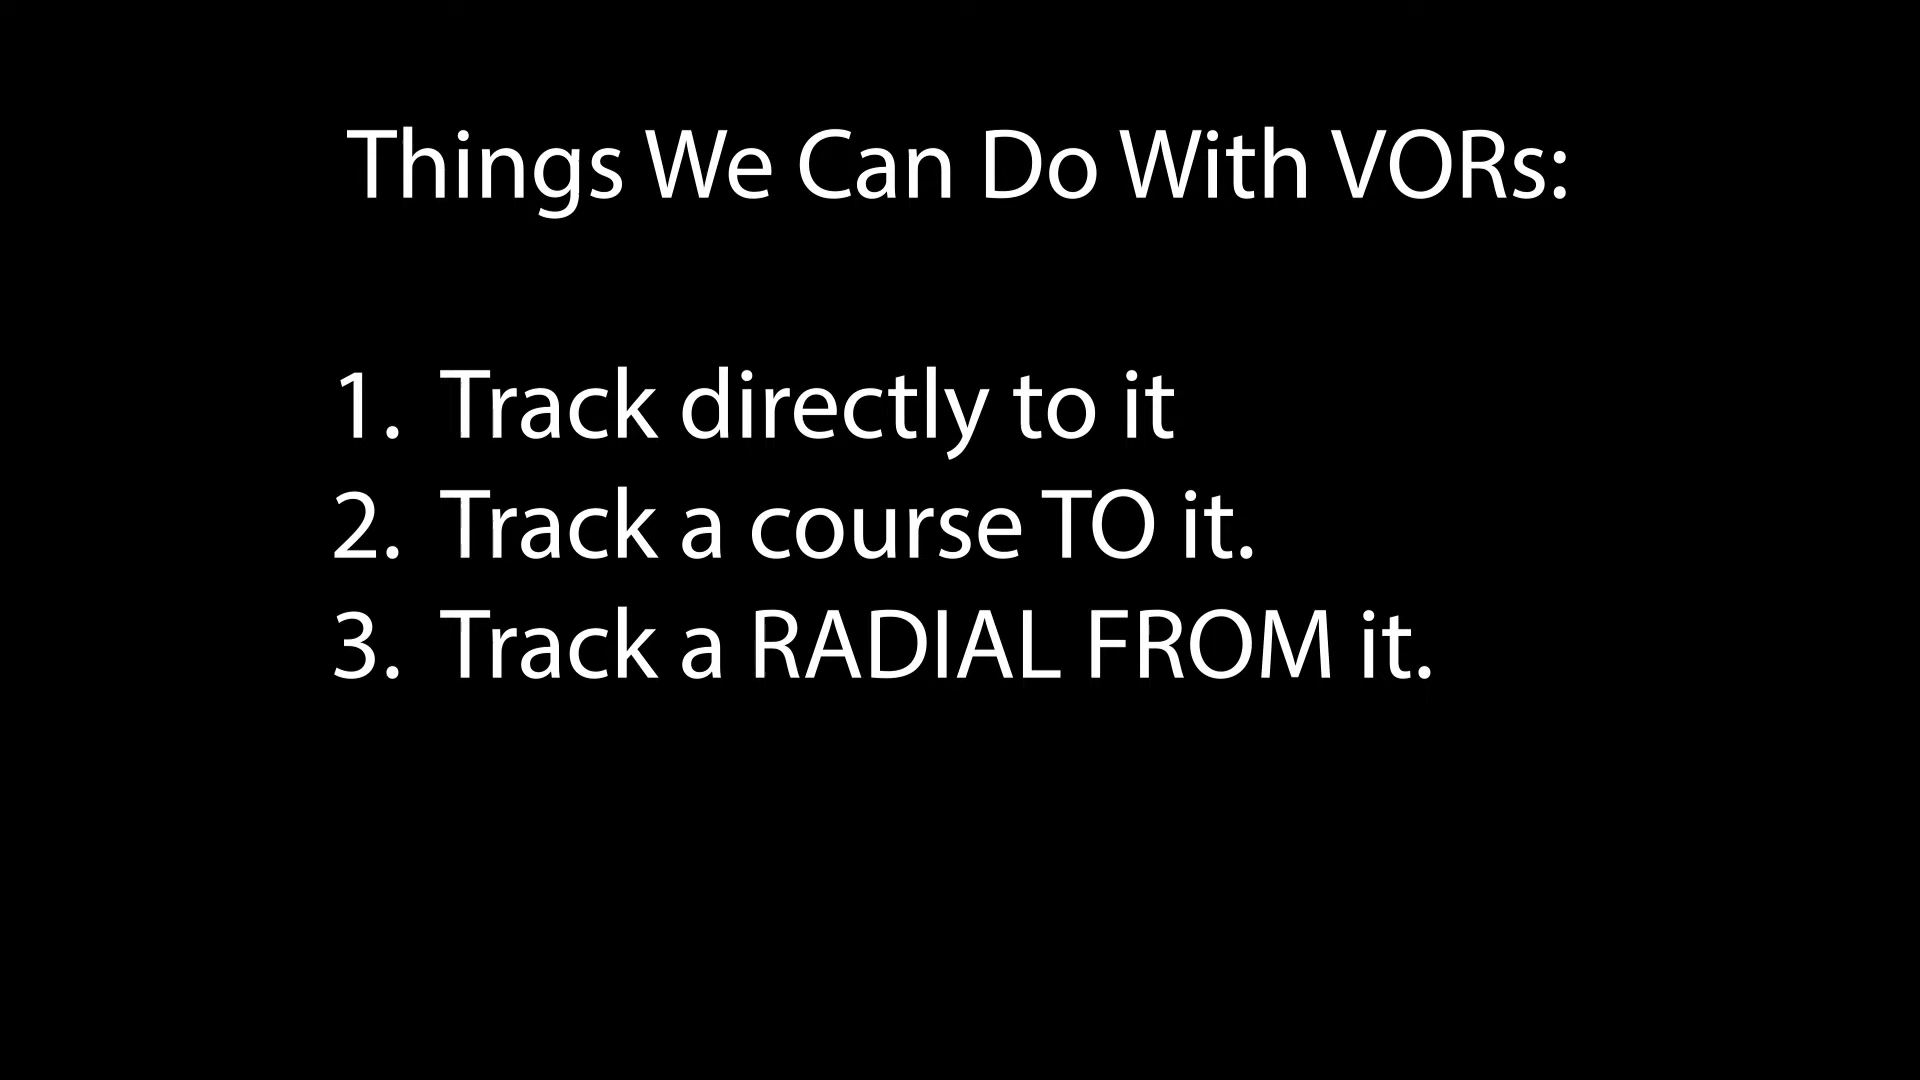 Things We Can Do With VORs:
1. Track directly to it
2. Track a course TO it.
3. Track a RADIAL FROM it.